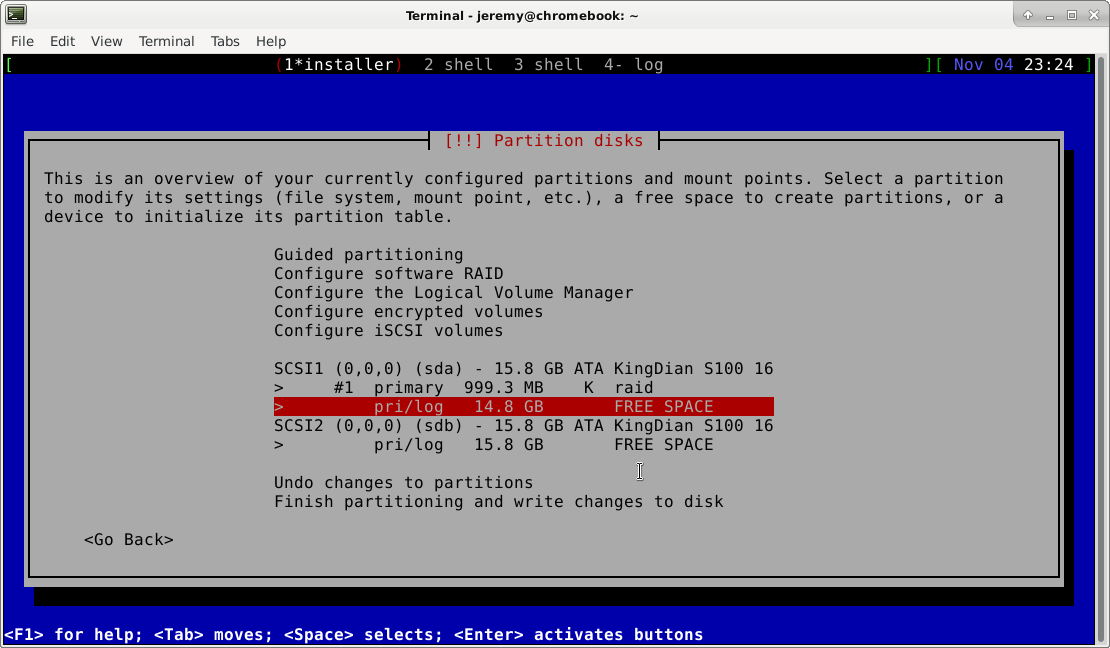 Terminal - jeremy@chromebook: ~
File Edit View Terminal Tabs Help
[ (1*installer) 2 shell 3 shell 4- log ][ Nov 04 23:24 ]
[!!] Partition disks
This is an overview of your currently configured partitions and mount points. Select a partition
to modify its settings (file system, mount point, etc.), a free space to create partitions, or a
device to initialize its partition table.
Guided partitioning
Configure software RAID
Configure the Logical Volume Manager
Configure encrypted volumes
Configure iSCSI volumes
SCSI1 (0,0,0) (sda) - 15.8 GB ATA KingDian S100 16
> #1 primary 999.3 MB K raid
> pri/log 14.8 GB FREE SPACE
SCSI2 (0,0,0) (sdb) - 15.8 GB ATA KingDian S100 16
> pri/log 15.8 GB FREE SPACE
Undo changes to partitions
Finish partitioning and write changes to disk
<Go Back>
<F1> for help; <Tab> moves; <Space> selects; <Enter> activates buttons